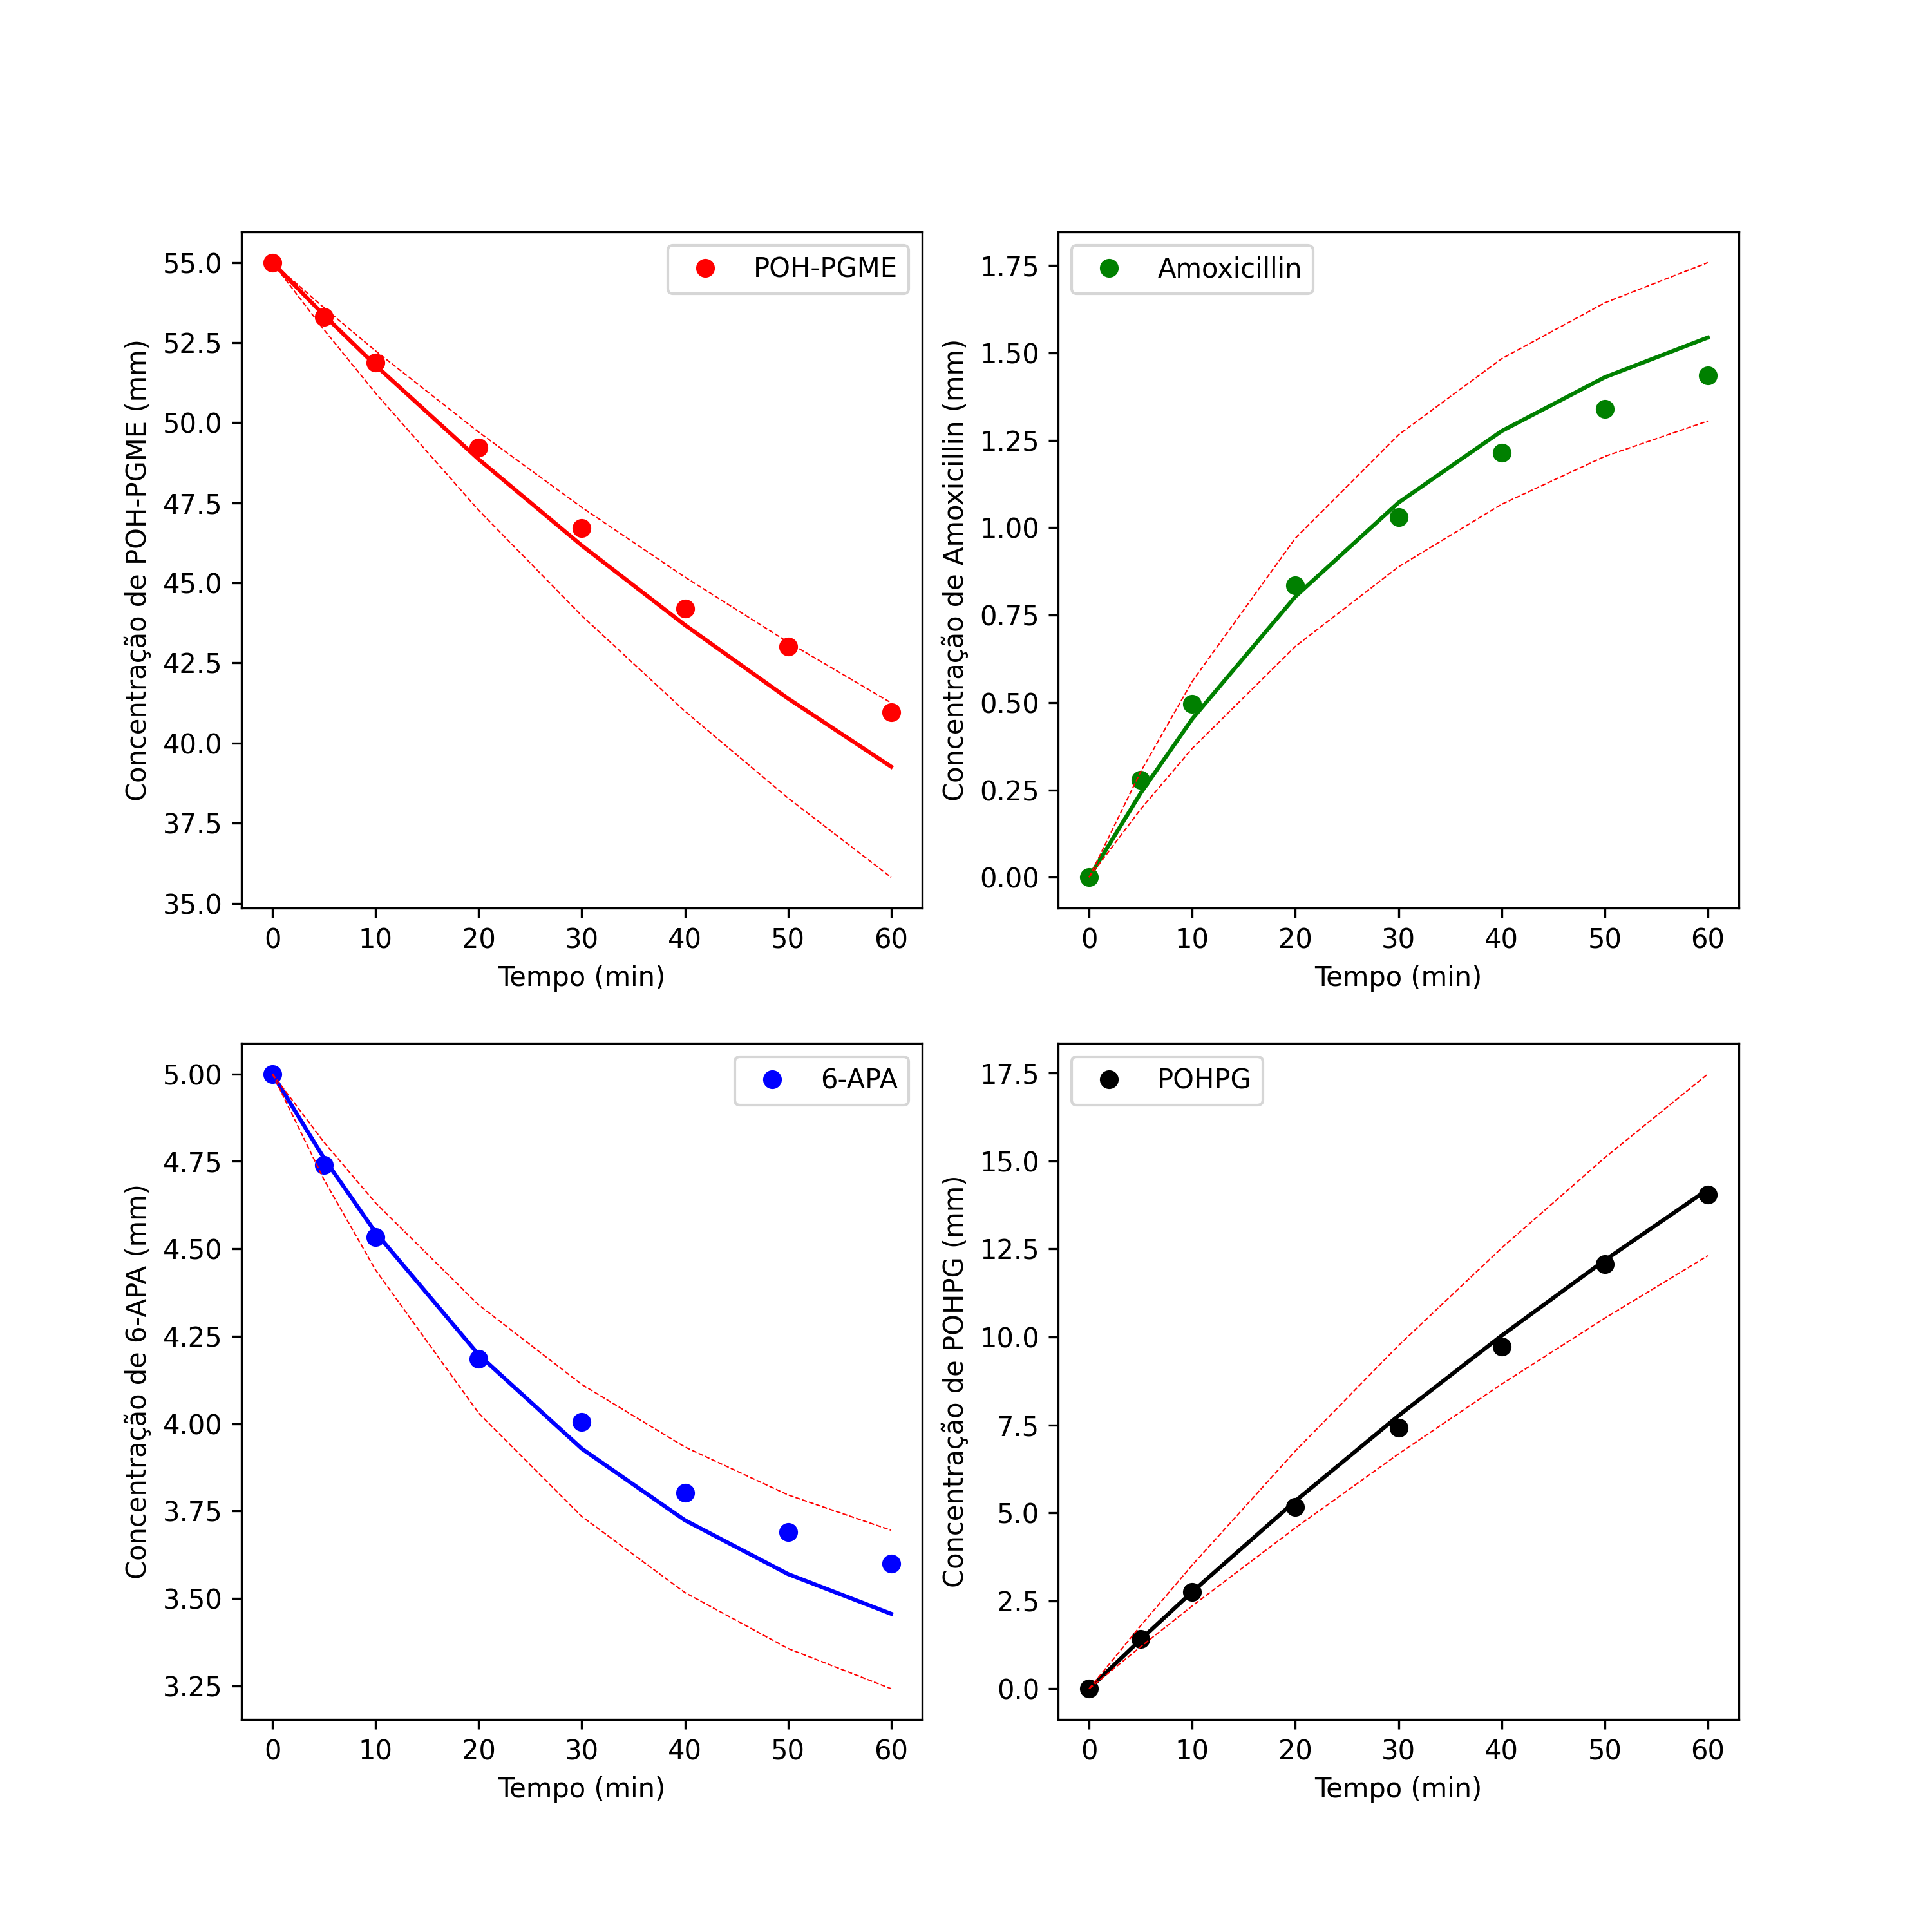 POH-PGME
Concentração de POH-PGME (mm)
55.0
52.5
50.0
47.5
45.0
42.5
40.0
37.5
35.0
0 10 20 30 40 50 60
Tempo (min)
Amoxicillin
Concentração de Amoxicillin (mm)
1.75
1.50
1.25
1.00
0.75
0.50
0.25
0.00
0 10 20 30 40 50 60
Tempo (min)
6-APA
Concentração de 6-APA (mm)
5.00
4.75
4.50
4.25
4.00
3.75
3.50
3.25
0 10 20 30 40 50 60
Tempo (min)
POHPG
Concentração de POHPG (mm)
17.5
15.0
12.5
10.0
7.5
5.0
2.5
0.0
0 10 20 30 40 50 60
Tempo (min)